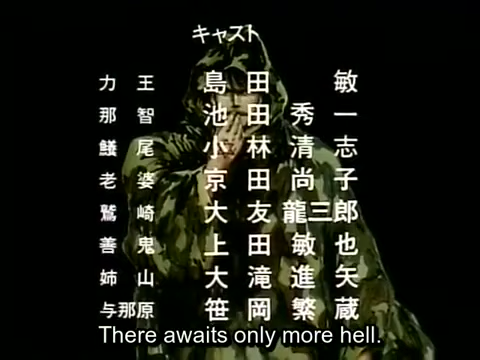 キャスト
力王 島田 敏
那智 池田秀一
鱶尾 小林清志
老婆 京田尚子
鷲崎 大友龍三郎
善鬼 上田敏也
姉山 大滝進矢
与那原 笹岡繁蔵
There awaits only more hell.